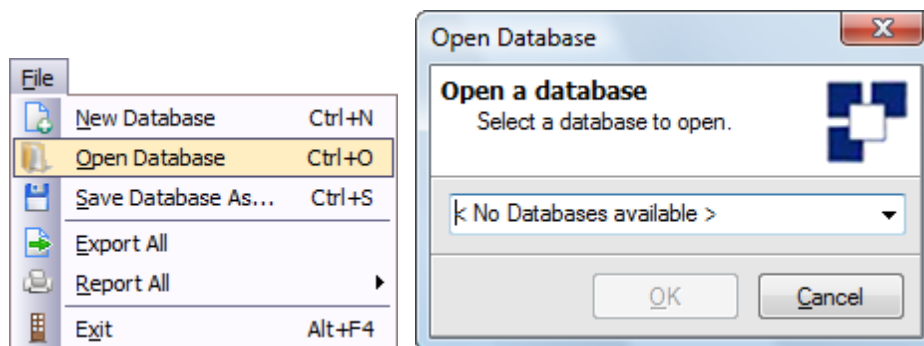 File
New Database Ctrl+N
Open Database Ctrl+O
Save Database As... Ctrl+S
Export All
Report All
Exit Alt+F4
Open Database
Open a database
Select a database to open.
< No Databases available >
OK Cancel